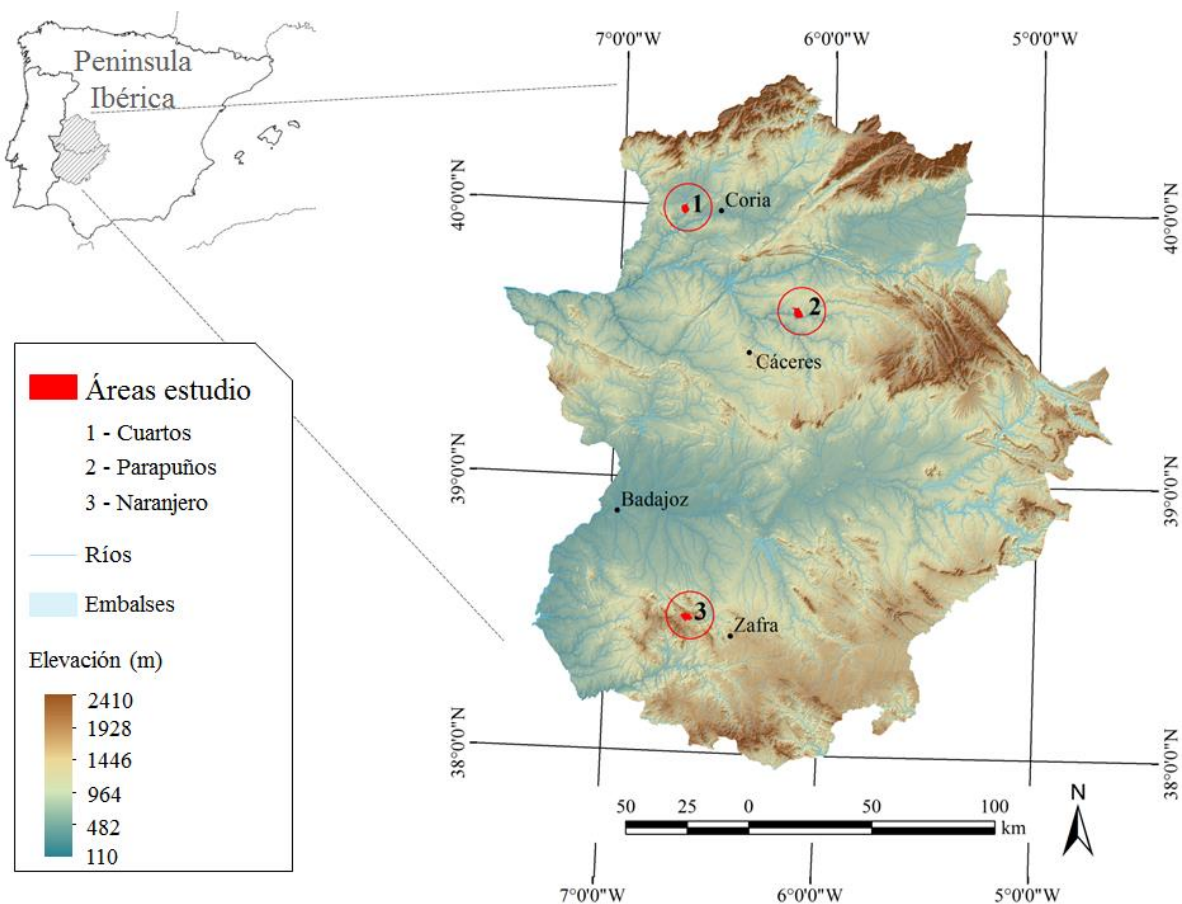 Peninsula
Ibérica
7°0'0"W
6°0'0"W
5°0'0"W
40°0'0"N
40°0'0"N
1
Coria
2
Cáceres
Áreas estudio
1 - Cuartos
2 - Parapuños
3 - Naranjero
Ríos
Embalses
Elevación (m)
2410
1928
1446
964
482
110
39°0'0"N
39°0'0"N
Badajoz
3
Zafra
38°0'0"N
38°0'0"N
50 25 0 50 100
km
N
7°0'0"W
6°0'0"W
5°0'0"W